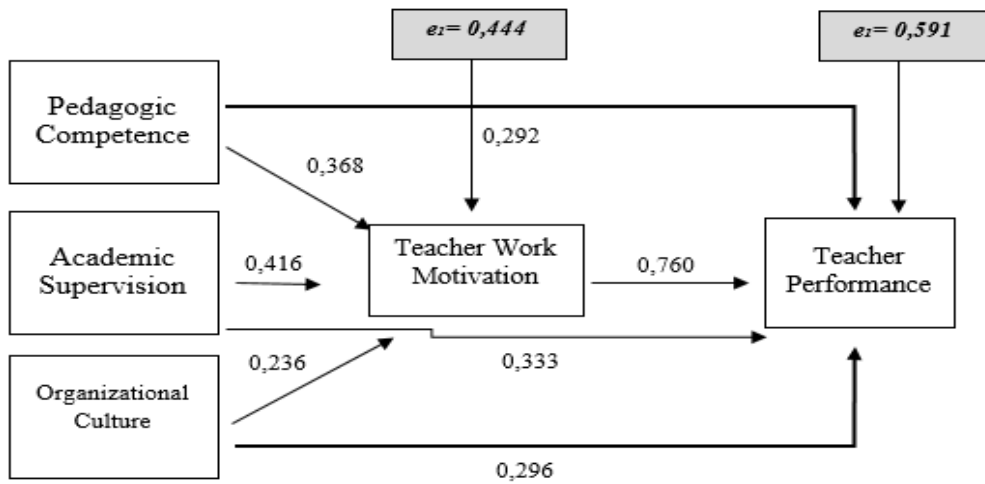 e₁= 0,444
e₁= 0,591
Pedagogic
Competence
0,292
0,368
Teacher Work
Motivation
Teacher
Performance
Academic
Supervision
0,416
0,760
0,236
0,333
Organizational
Culture
0,296